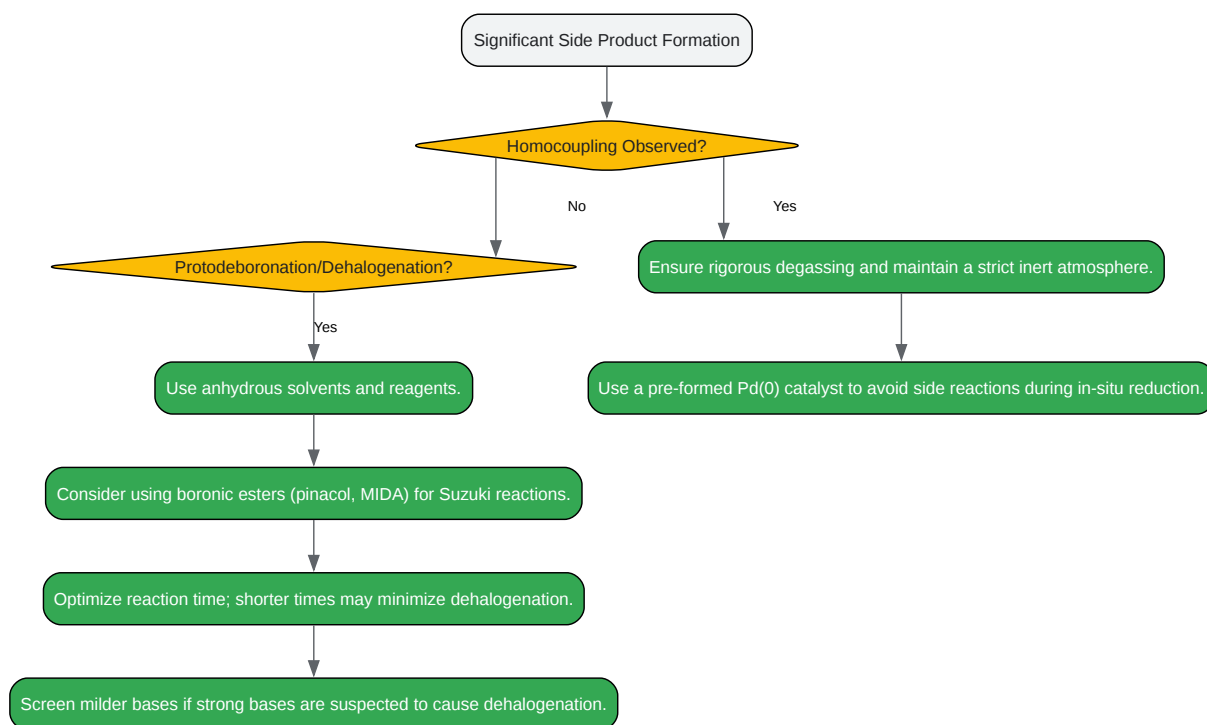 Significant Side Product Formation
Homocoupling Observed?
No
Yes
Protodeboronation/Dehalogenation?
Ensure rigorous degassing and maintain a strict inert atmosphere.
Yes
Use anhydrous solvents and reagents.
Use a pre-formed Pd(0) catalyst to avoid side reactions during in-situ reduction.
Consider using boronic esters (pinacol, MIDA) for Suzuki reactions.
Optimize reaction time; shorter times may minimize dehalogenation.
Screen milder bases if strong bases are suspected to cause dehalogenation.